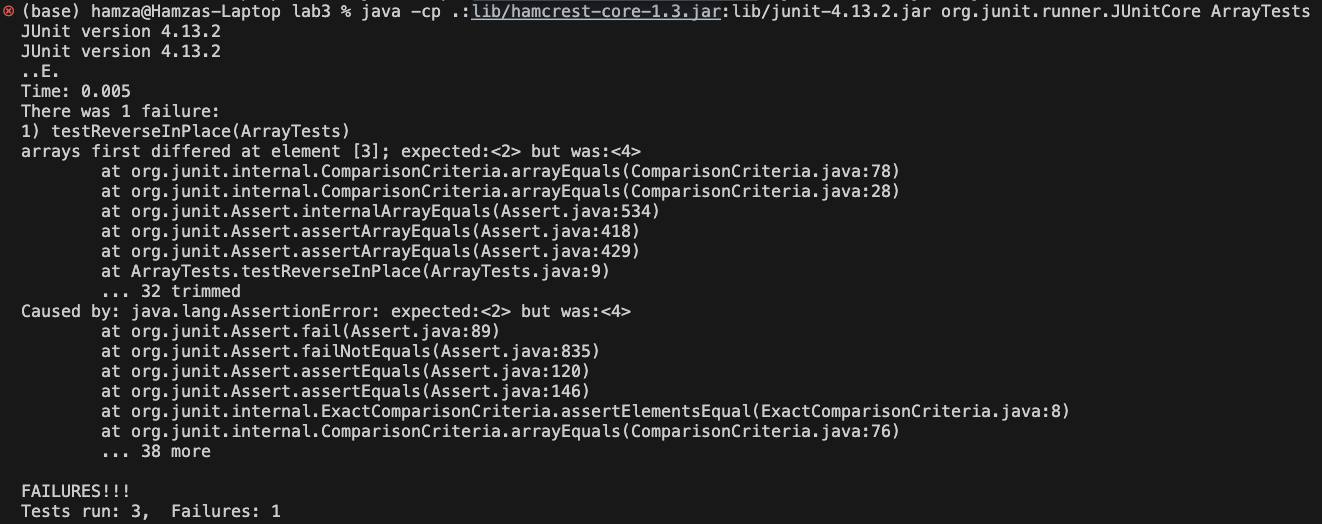 (base) hamza@Hamzas-Laptop lab3 % java -cp .:lib/hamcrest-core-1.3.jar:lib/junit-4.13.2.jar org.junit.runner.JUnitCore ArrayTests
JUnit version 4.13.2
JUnit version 4.13.2
..E.
Time: 0.005
There was 1 failure:
1) testReverseInPlace(ArrayTests)
arrays first differed at element [3]; expected:<2> but was:<4>
        at org.junit.internal.ComparisonCriteria.arrayEquals(ComparisonCriteria.java:78)
        at org.junit.internal.ComparisonCriteria.arrayEquals(ComparisonCriteria.java:28)
        at org.junit.Assert.internalArrayEquals(Assert.java:534)
        at org.junit.Assert.assertArrayEquals(Assert.java:418)
        at org.junit.Assert.assertArrayEquals(Assert.java:429)
        at ArrayTests.testReverseInPlace(ArrayTests.java:9)
        ... 32 trimmed
Caused by: java.lang.AssertionError: expected:<2> but was:<4>
        at org.junit.Assert.fail(Assert.java:89)
        at org.junit.Assert.failNotEquals(Assert.java:835)
        at org.junit.Assert.assertEquals(Assert.java:120)
        at org.junit.Assert.assertEquals(Assert.java:146)
        at org.junit.internal.ExactComparisonCriteria.assertElementsEqual(ExactComparisonCriteria.java:8)
        at org.junit.internal.ComparisonCriteria.arrayEquals(ComparisonCriteria.java:76)
        ... 38 more

FAILURES!!!
Tests run: 3,  Failures: 1